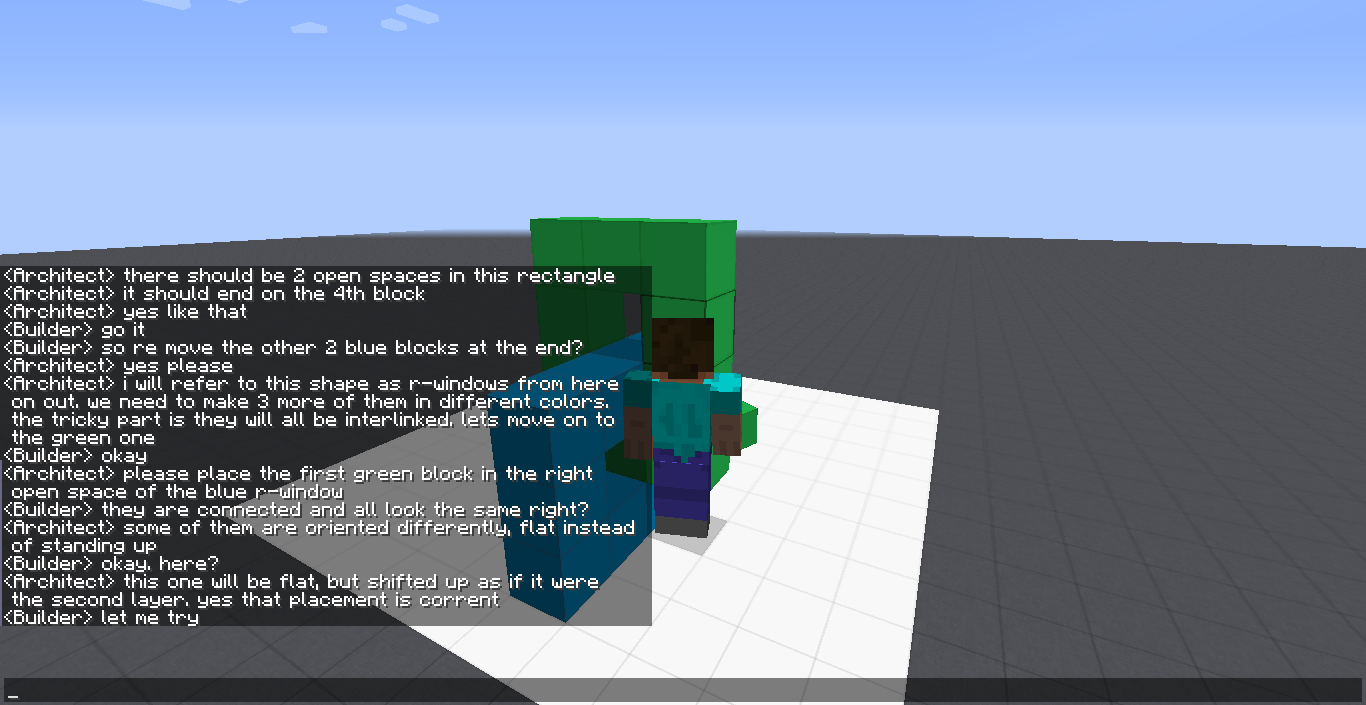 <Architect> there should be 2 open spaces in this rectangle
<Architect> it should end on the 4th block
<Architect> yes like that
<Builder> go it
<Builder> so re move the other 2 blue blocks at the end?
<Architect> yes please
<Architect> i will refer to this shape as r-windows from here
on out. we need to make 3 more of them in different colors.
the tricky part is they will all be interlinked. lets move on to
the green one
<Builder> okay
<Architect> please place the first green block in the right
open space of the blue r-window
<Builder> they are connected and all look the same right?
<Architect> some of them are oriented differently, flat instead
of standing up
<Builder> okay. here?
<Architect> this one will be flat, but shifted up as if it were
the second layer. yes that placement is corrent
<Builder> let me try
_